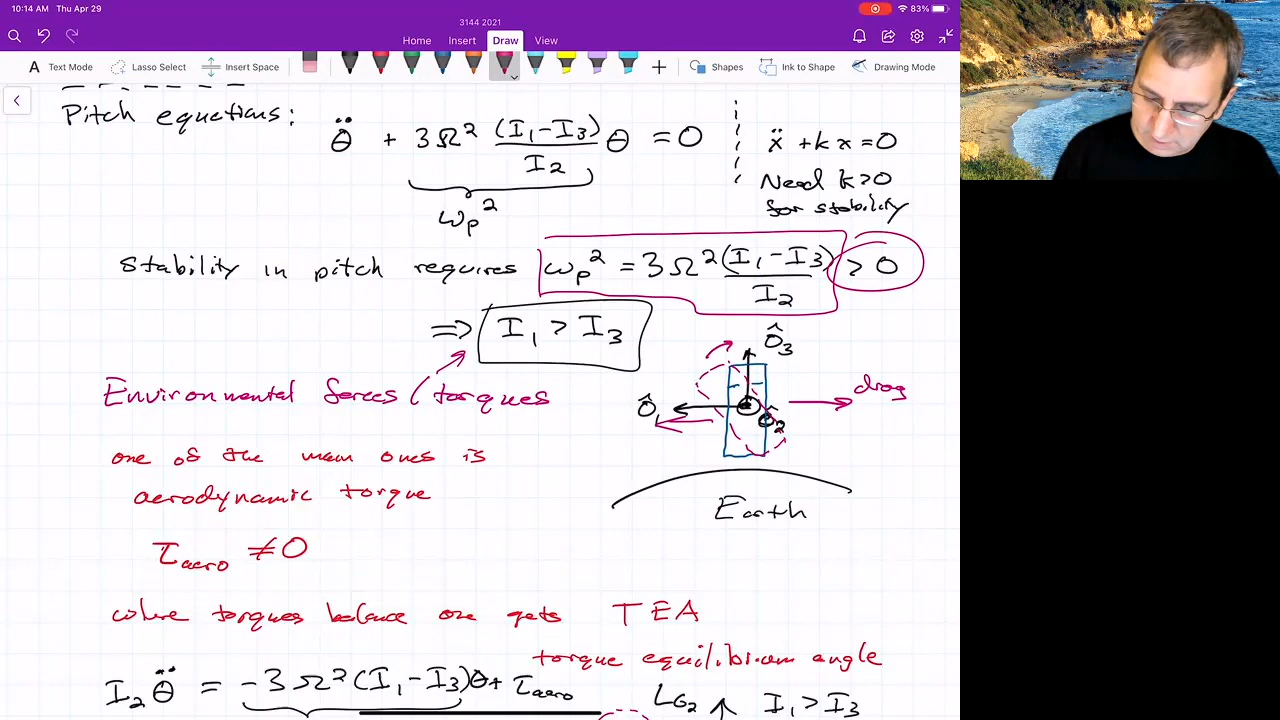 10:14 AM Thu Apr 29
83%
3144 2021
Home Insert Draw View
Text Mode Lasso Select Insert Space Shapes Ink to Shape Drawing Mode
Pitch equations:
θ̈ + 3Ω² (I₁-I₃)/I₂ θ = 0
ωp²
ẍ + kx = 0
Need k>0
for stability
Stability in pitch requires ωp² = 3Ω² (I₁-I₃)/I₂ > 0
⇒ I₁ > I₃
Ô₃
Environmental forces/torques
Ô₁
Ô₂
drag
one of the main ones is
aerodynamic torque
Earth
τaero ≠ 0
where torques balance one gets TEA
torque equilibrium angle
I₂ θ̈ = -3Ω²(I₁-I₃)θ + τaero
LG₂ ↑ I₁ > I₃